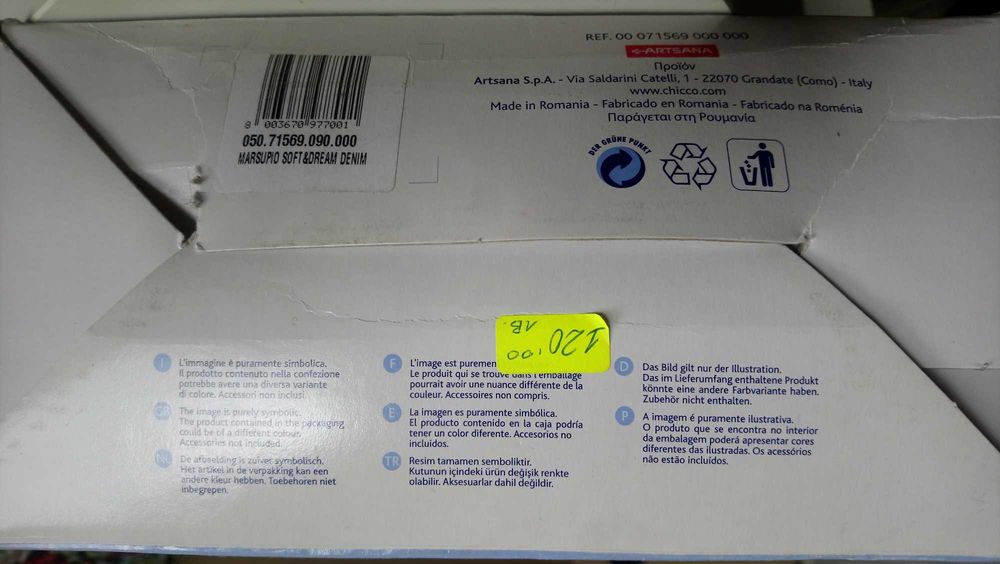 REF. 00 071569 000 000
ARTSANA
Προϊόν
Artsana S.p.A. - Via Saldarini Catelli, 1 - 22070 Grandate (Como) - Italy
www.chicco.com
Made in Romania - Fabricado en Romania - Fabricado na Roménia
Παράγεται στη Ρουμανία
DER GRÜNE PUNKT
8 003670 977001
050.71569.090.000
MARSUPIO SOFT&DREAM DENIM
120,00
ЛВ.
I L'immagine è puramente simbolica.
Il prodotto contenuto nella confezione
potrebbe avere una diversa variante
di colore. Accessori non inclusi.
GB The image is purely symbolic.
The product contained in the packaging
could be of a different colour.
Accessories not included.
NL De afbeelding is zuiver symbolisch.
Het artikel in de verpakking kan een
andere kleur hebben. Toebehoren niet
inbegrepen.
F L'image est puremen
Le produit qui se trouve dans l'emballage
pourrait avoir une nuance différente de la
couleur. Accessoires non compris.
E La imagen es puramente simbólica.
El producto contenido en la caja podría
tener un color diferente. Accesorios no
incluidos.
TR Resim tamamen semboliktir.
Kutunun içindeki ürün değişik renkte
olabilir. Aksesuarlar dahil değildir.
D Das Bild gilt nur der Illustration.
Das im Lieferumfang enthaltene Produkt
könnte eine andere Farbvariante haben.
Zubehör nicht enthalten.
P A imagem é puramente ilustrativa.
O produto que se encontra no interior
da embalagem poderá apresentar cores
diferentes das ilustradas. Os acessórios
não estão incluídos.